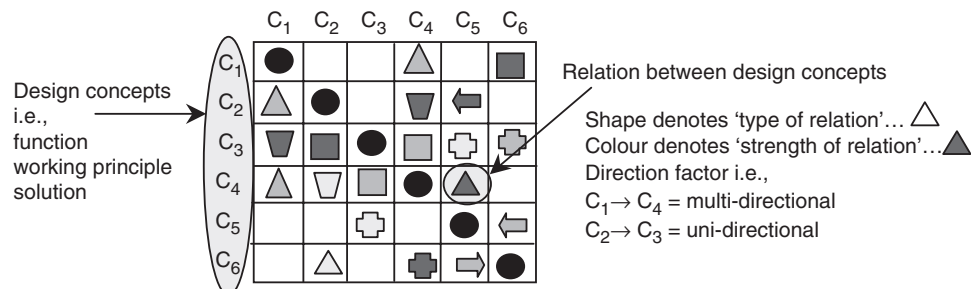 C₁ C₂ C₃ C₄ C₅ C₆
C₁
C₂
C₃
C₄
C₅
C₆
Design concepts
i.e.,
function
working principle
solution
Relation between design concepts
Shape denotes ‘type of relation’…
Colour denotes ‘strength of relation’…
Direction factor i.e.,
C₁→ C₄ = multi-directional
C₂→ C₃ = uni-directional